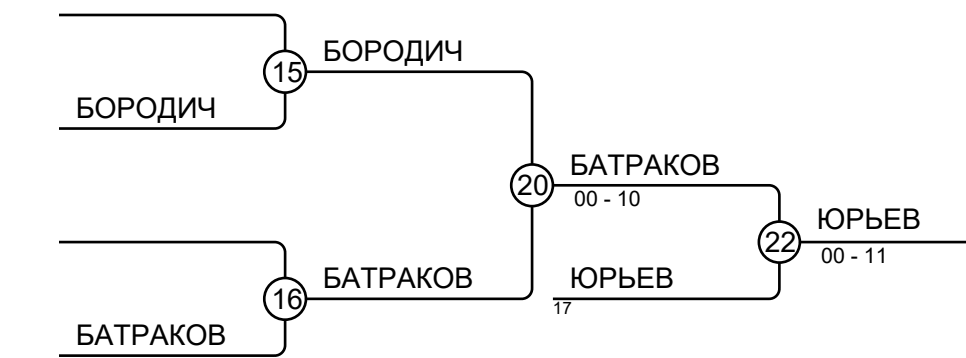 БОРОДИЧ
15
БОРОДИЧ
БАТРАКОВ
20
00 - 10
ЮРЬЕВ
22
00 - 11
БАТРАКОВ
ЮРЬЕВ
16
17
БАТРАКОВ